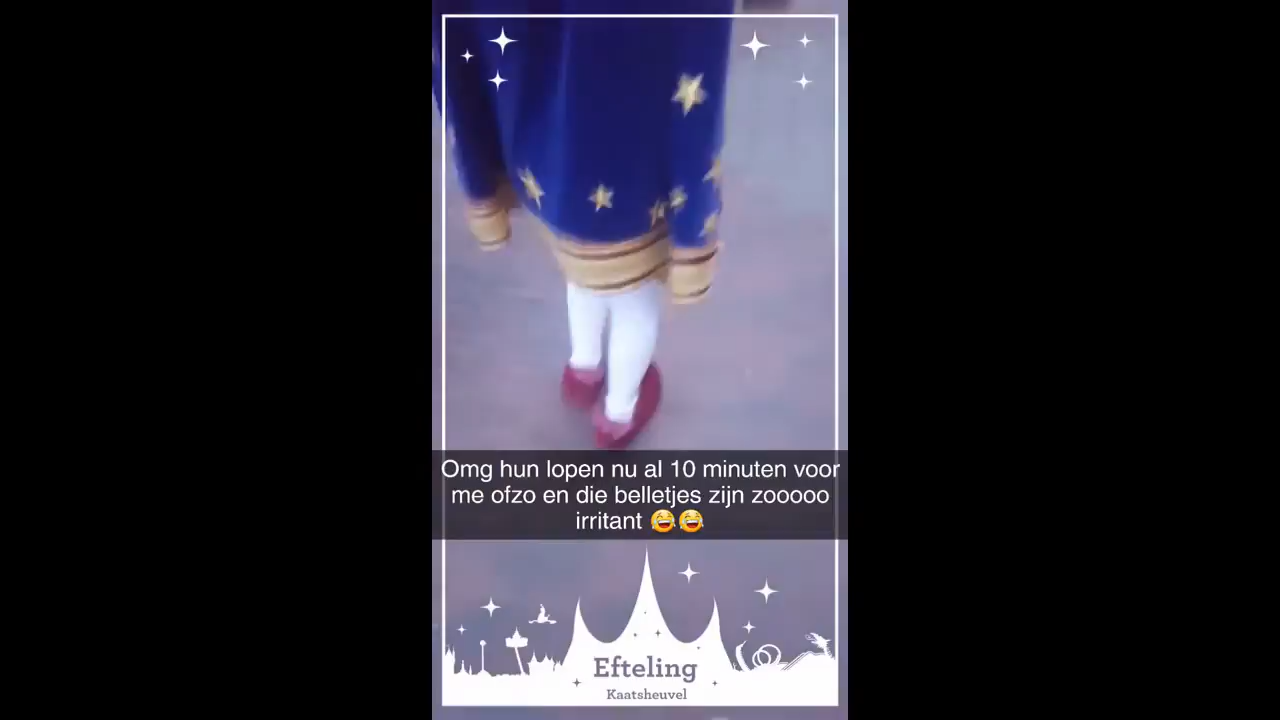 Omg hun lopen nu al 10 minuten voor
me ofzo en die belletjes zijn zooooo
irritant 😂😂
Efteling
Kaatsheuvel